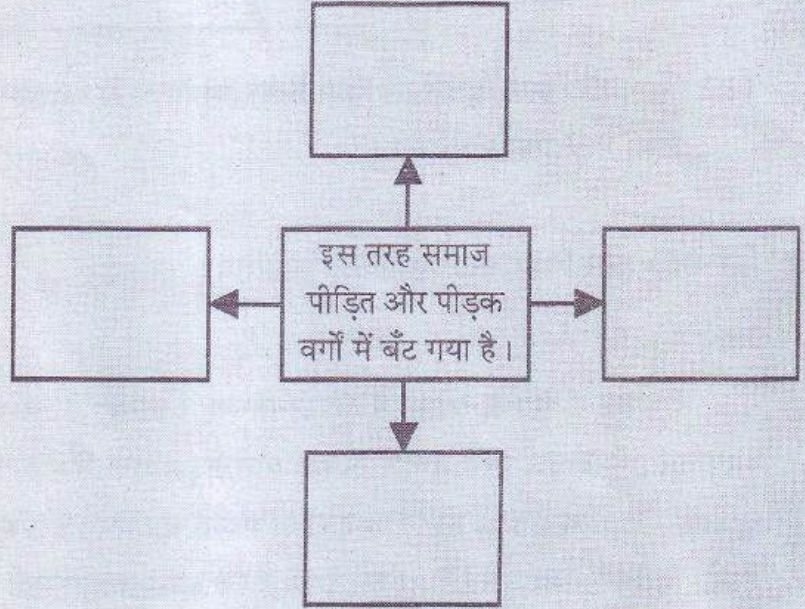 इस तरह समाज
पीड़ित और पीड़क
वर्गों में बँट गया है।